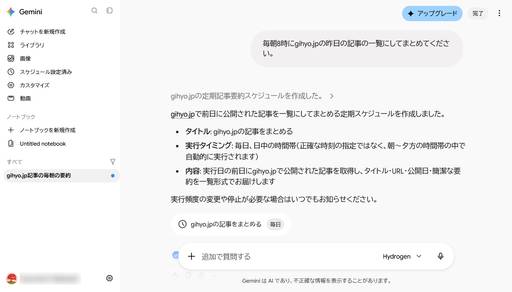 Gemini
チャットを新規作成
ライブラリ
画像
スケジュール設定済み
カスタマイズ
動画
ノートブック
ノートブックを新規作成
Untitled notebook
すべて
gihyo.jp記事の毎朝の要約
アップグレード
完了
毎朝8時にgihyo.jpの昨日の記事の一覧にしてまとめてくださ
い。
gihyo.jpの定期記事要約スケジュールを作成した。
gihyo.jpで前日に公開された記事を一覧にしてまとめる定期スケジュールを作成しました。
• タイトル: gihyo.jpの記事をまとめる
• 実行タイミング: 毎日、日中の時間帯（正確な時刻の指定ではなく、朝～夕方の時間帯の中で
自動的に実行されます）
• 内容: 実行日の前日にgihyo.jpで公開された記事を取得し、タイトル・URL・公開日・簡潔な要
約を一覧形式でお届けします
実行頻度の変更や停止が必要な場合はいつでもお知らせください。
gihyo.jpの記事をまとめる 毎日
追加で質問する
Hydrogen
Gemini は AI であり、不正確な情報を表示することがあります。